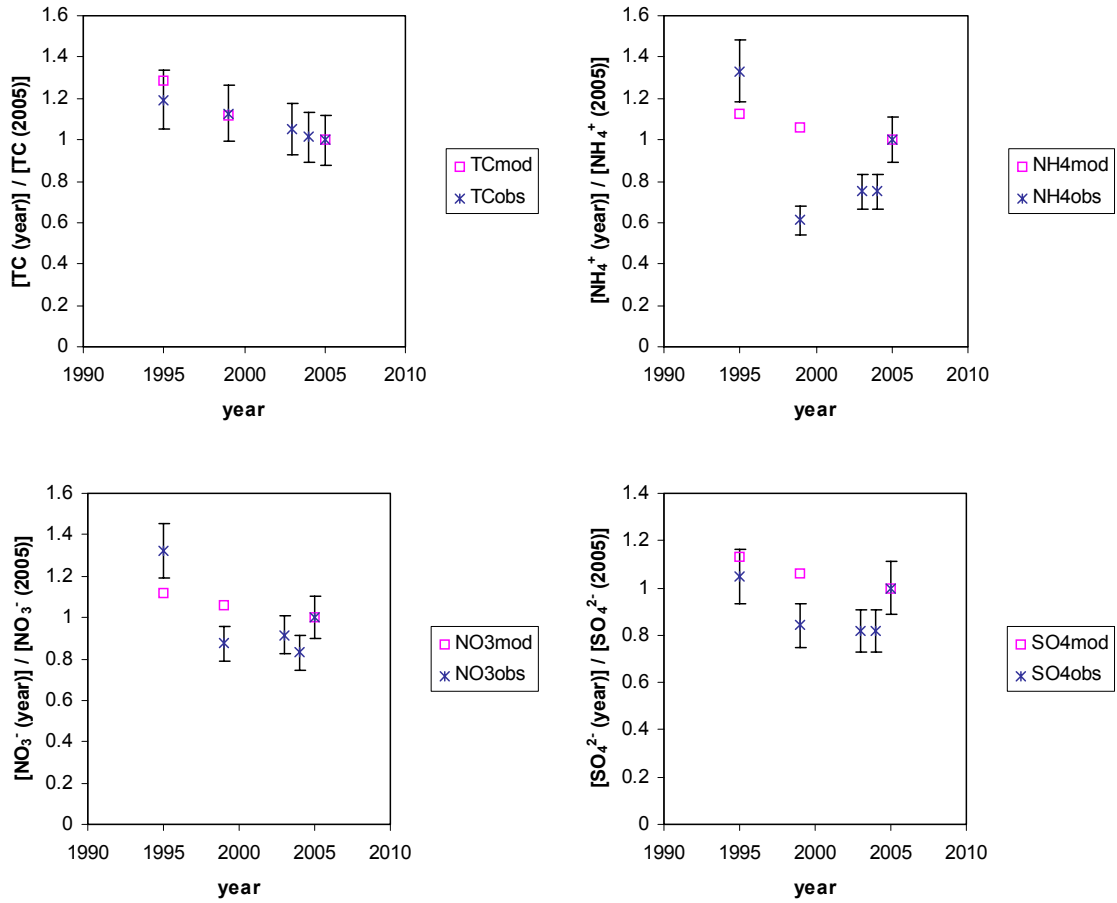 [TC (year)] / [TC (2005)]
1.6
1.4
1.2
1
0.8
0.6
0.4
0.2
0
1990 1995 2000 2005 2010
year
TCmod
TCobs
[NH₄⁺ (year)] / [NH₄⁺ (2005)]
1.6
1.4
1.2
1
0.8
0.6
0.4
0.2
0
1990 1995 2000 2005 2010
year
NH4mod
NH4obs
[NO₃⁻ (year)] / [NO₃⁻ (2005)]
1.6
1.4
1.2
1
0.8
0.6
0.4
0.2
0
1990 1995 2000 2005 2010
year
NO3mod
NO3obs
[SO₄²⁻ (year)] / [SO₄²⁻ (2005)]
1.4
1.2
1
0.8
0.6
0.4
0.2
0
1990 1995 2000 2005 2010
year
SO4mod
SO4obs